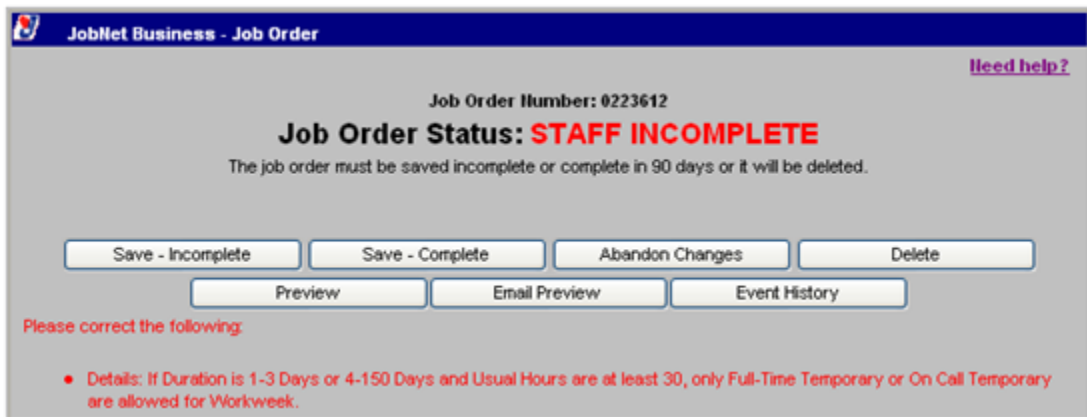 JobNet Business - Job Order
Need help?
Job Order Number: 0223612
Job Order Status: STAFF INCOMPLETE
The job order must be saved incomplete or complete in 90 days or it will be deleted.
Save - Incomplete Save - Complete Abandon Changes Delete
Preview Email Preview Event History
Please correct the following:
• Details: If Duration is 1-3 Days or 4-150 Days and Usual Hours are at least 30, only Full-Time Temporary or On Call Temporary
are allowed for Workweek.